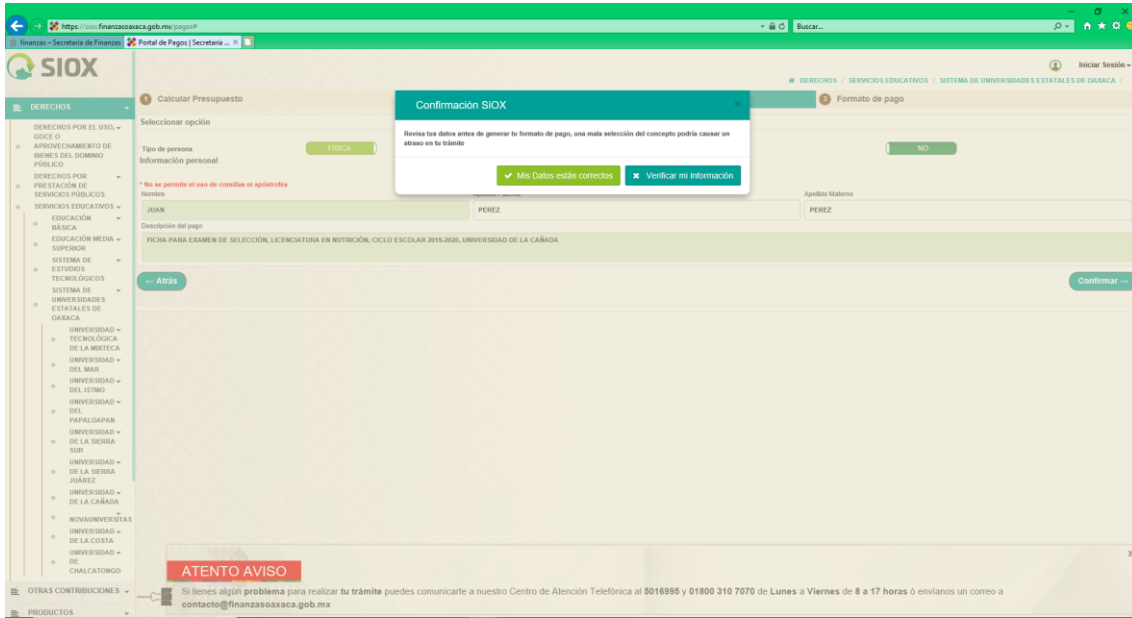 https://siox.finanzasoaxaca.gob.mx/pagos#
Buscar...
Finanzas – Secretaría de Finanzas
Portal de Pagos | Secretaría ...
SIOX
Iniciar Sesión
DERECHOS / SERVICIOS EDUCATIVOS / SISTEMA DE UNIVERSIDADES ESTATALES DE OAXACA /
DERECHOS
DERECHOS POR EL USO,
GOCE O
APROVECHAMIENTO DE
BIENES DEL DOMINIO
PÚBLICO
DERECHOS POR
PRESTACIÓN DE
SERVICIOS PÚBLICOS
SERVICIOS EDUCATIVOS
EDUCACIÓN
BÁSICA
EDUCACIÓN MEDIA
SUPERIOR
SISTEMA DE
ESTUDIOS
TECNOLÓGICOS
SISTEMA DE
UNIVERSIDADES
ESTATALES DE
OAXACA
UNIVERSIDAD
TECNOLÓGICA
DE LA MIXTECA
UNIVERSIDAD
DEL MAR
UNIVERSIDAD
DEL ISTMO
UNIVERSIDAD
DEL
PAPALOAPAN
UNIVERSIDAD
DE LA SIERRA
SUR
UNIVERSIDAD
DE LA SIERRA
JUÁREZ
UNIVERSIDAD
DE LA CAÑADA
NOVAUNIVERSITAS
UNIVERSIDAD
DE LA COSTA
UNIVERSIDAD
DE
CHALCATONGO
OTRAS CONTRIBUCIONES
PRODUCTOS
1 Calcular Presupuesto
3 Formato de pago
Seleccionar opción
Tipo de persona
FISICA
NO
Información personal
* No se permite el uso de comillas ni apóstrofes
Nombre
Apellido Materno
JUAN
PEREZ
PEREZ
Descripción del pago
FICHA PARA EXAMEN DE SELECCIÓN, LICENCIATURA EN NUTRICIÓN, CICLO ESCOLAR 2019-2020, UNIVERSIDAD DE LA CAÑADA
← Atrás
Confirmar →
Confirmación SiOX
Revisa tus datos antes de generar tu formato de pago, una mala selección del concepto podría causar un
atraso en tu trámite
Mis Datos están correctos
Verificar mi Información
ATENTO AVISO
Si tienes algún problema para realizar tu trámite puedes comunicarte a nuestro Centro de Atención Telefónica al 5016995 y 01800 310 7070 de Lunes a Viernes de 8 a 17 horas ó envíanos un correo a
contacto@finanzasoaxaca.gob.mx